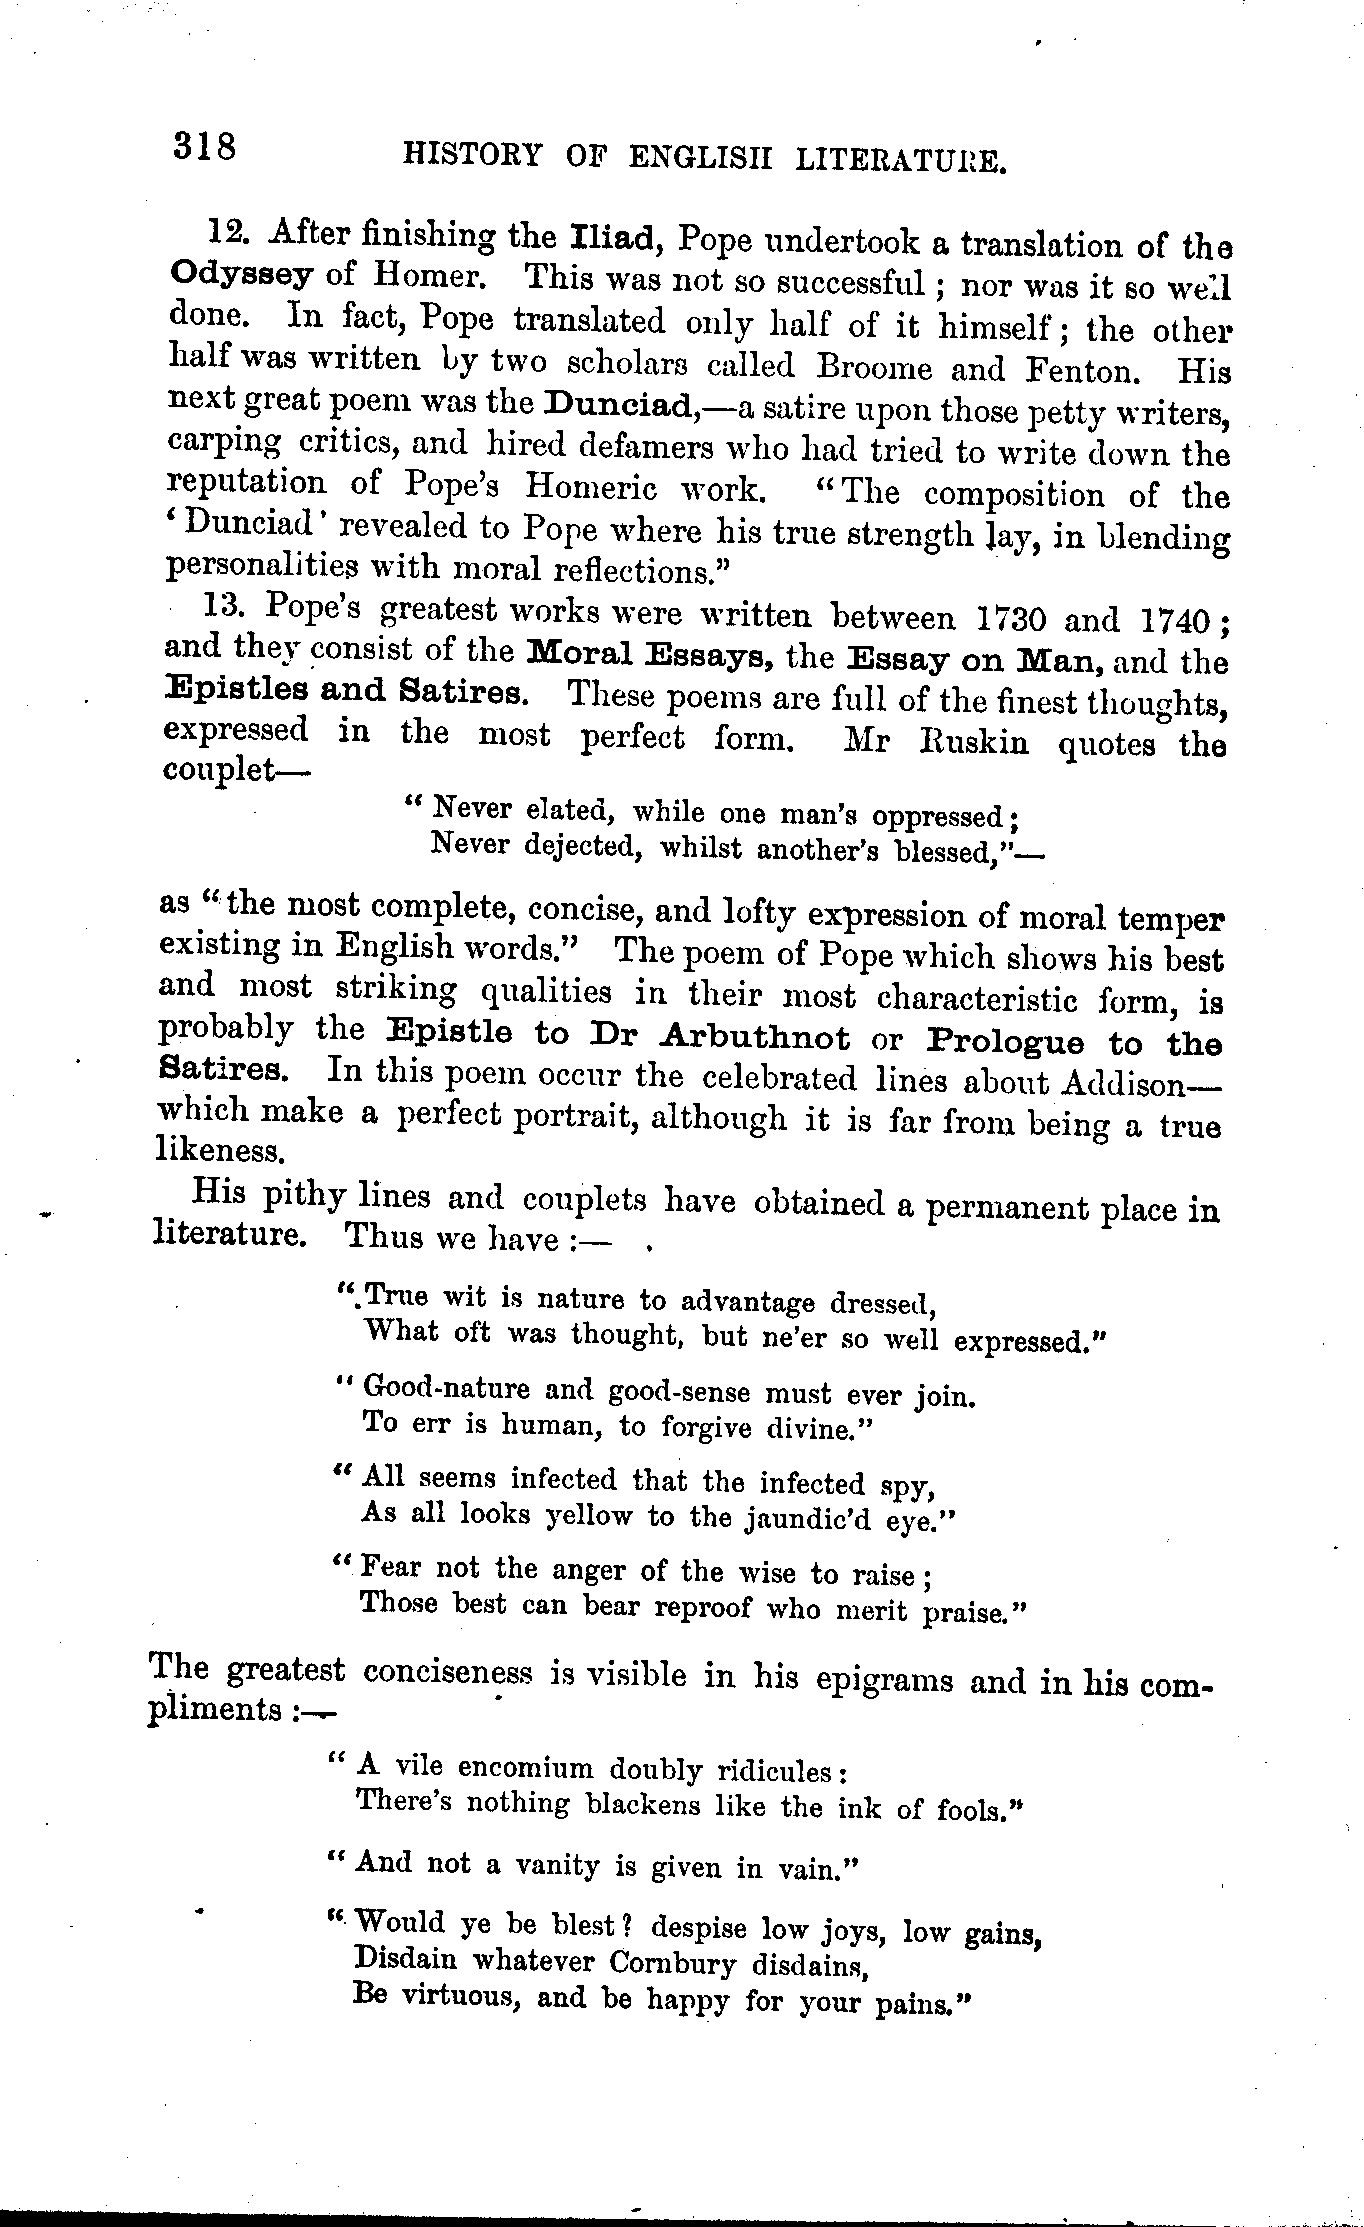 318 HISTORY OF ENGLISH LITERATURE.
12. After finishing the Iliad, Pope undertook a translation of the
Odyssey of Homer. This was not so successful ; nor was it so well
done. In fact, Pope translated only half of it himself ; the other
half was written by two scholars called Broome and Fenton. His
next great poem was the Dunciad,—a satire upon those petty writers,
carping critics, and hired defamers who had tried to write down the
reputation of Pope's Homeric work. “The composition of the
‘Dunciad’ revealed to Pope where his true strength lay, in blending
personalities with moral reflections.”
13. Pope's greatest works were written between 1730 and 1740 ;
and they consist of the Moral Essays, the Essay on Man, and the
Epistles and Satires. These poems are full of the finest thoughts,
expressed in the most perfect form. Mr Ruskin quotes the
couplet—
“ Never elated, while one man's oppressed ;
Never dejected, whilst another's blessed,”—
as “the most complete, concise, and lofty expression of moral temper
existing in English words.” The poem of Pope which shows his best
and most striking qualities in their most characteristic form, is
probably the Epistle to Dr Arbuthnot or Prologue to the
Satires. In this poem occur the celebrated lines about Addison—
which make a perfect portrait, although it is far from being a true
likeness.
His pithy lines and couplets have obtained a permanent place in
literature. Thus we have :—
“ True wit is nature to advantage dressed,
What oft was thought, but ne'er so well expressed.”
“ Good-nature and good-sense must ever join.
To err is human, to forgive divine.”
“ All seems infected that the infected spy,
As all looks yellow to the jaundic'd eye.”
“ Fear not the anger of the wise to raise ;
Those best can bear reproof who merit praise.”
The greatest conciseness is visible in his epigrams and in his com-
pliments :—
“ A vile encomium doubly ridicules :
There's nothing blackens like the ink of fools.”
“ And not a vanity is given in vain.”
“ Would ye be blest ? despise low joys, low gains,
Disdain whatever Cornbury disdains,
Be virtuous, and be happy for your pains.”